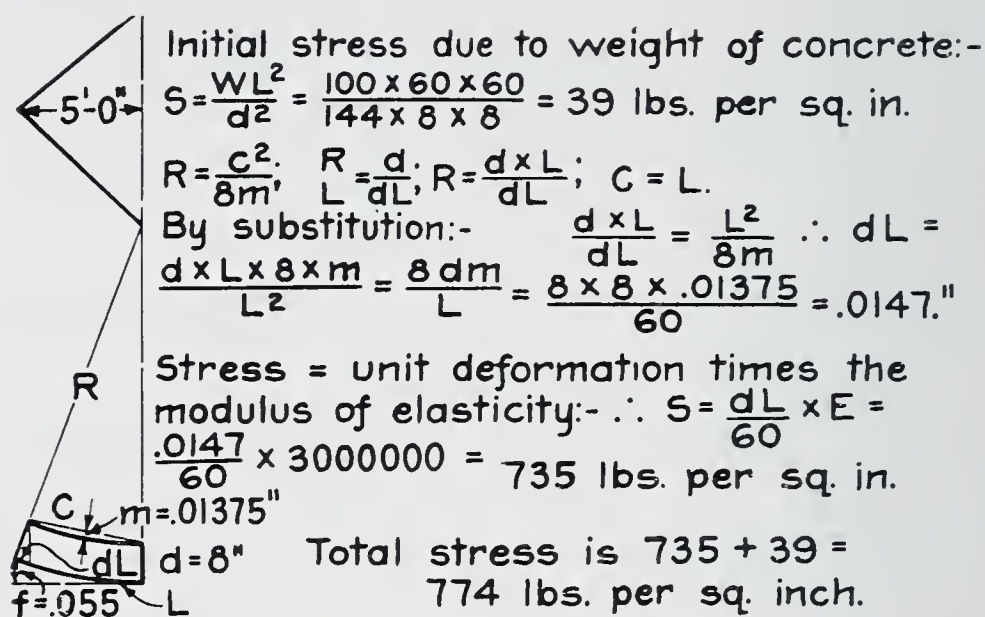 Initial stress due to weight of concrete:-
5'-0"
S = WL²/d² = 100 x 60 x 60 / 144 x 8 x 8 = 39 lbs. per sq. in.
R = C²/8m; R/L = d/dL; R = d x L/dL; C = L.
By substitution:- d x L/dL = L²/8m ∴ dL =
d x L x 8 x m/L² = 8 dm/L = 8 x 8 x .01375/60 = .0147."
R
Stress = unit deformation times the
modulus of elasticity:- ∴ S = dL/60 x E =
.0147/60 x 3000000 = 735 lbs. per sq. in.
C
m=.01375"
dL
d=8"
f=.055
L
Total stress is 735 + 39 =
774 lbs. per sq. inch.